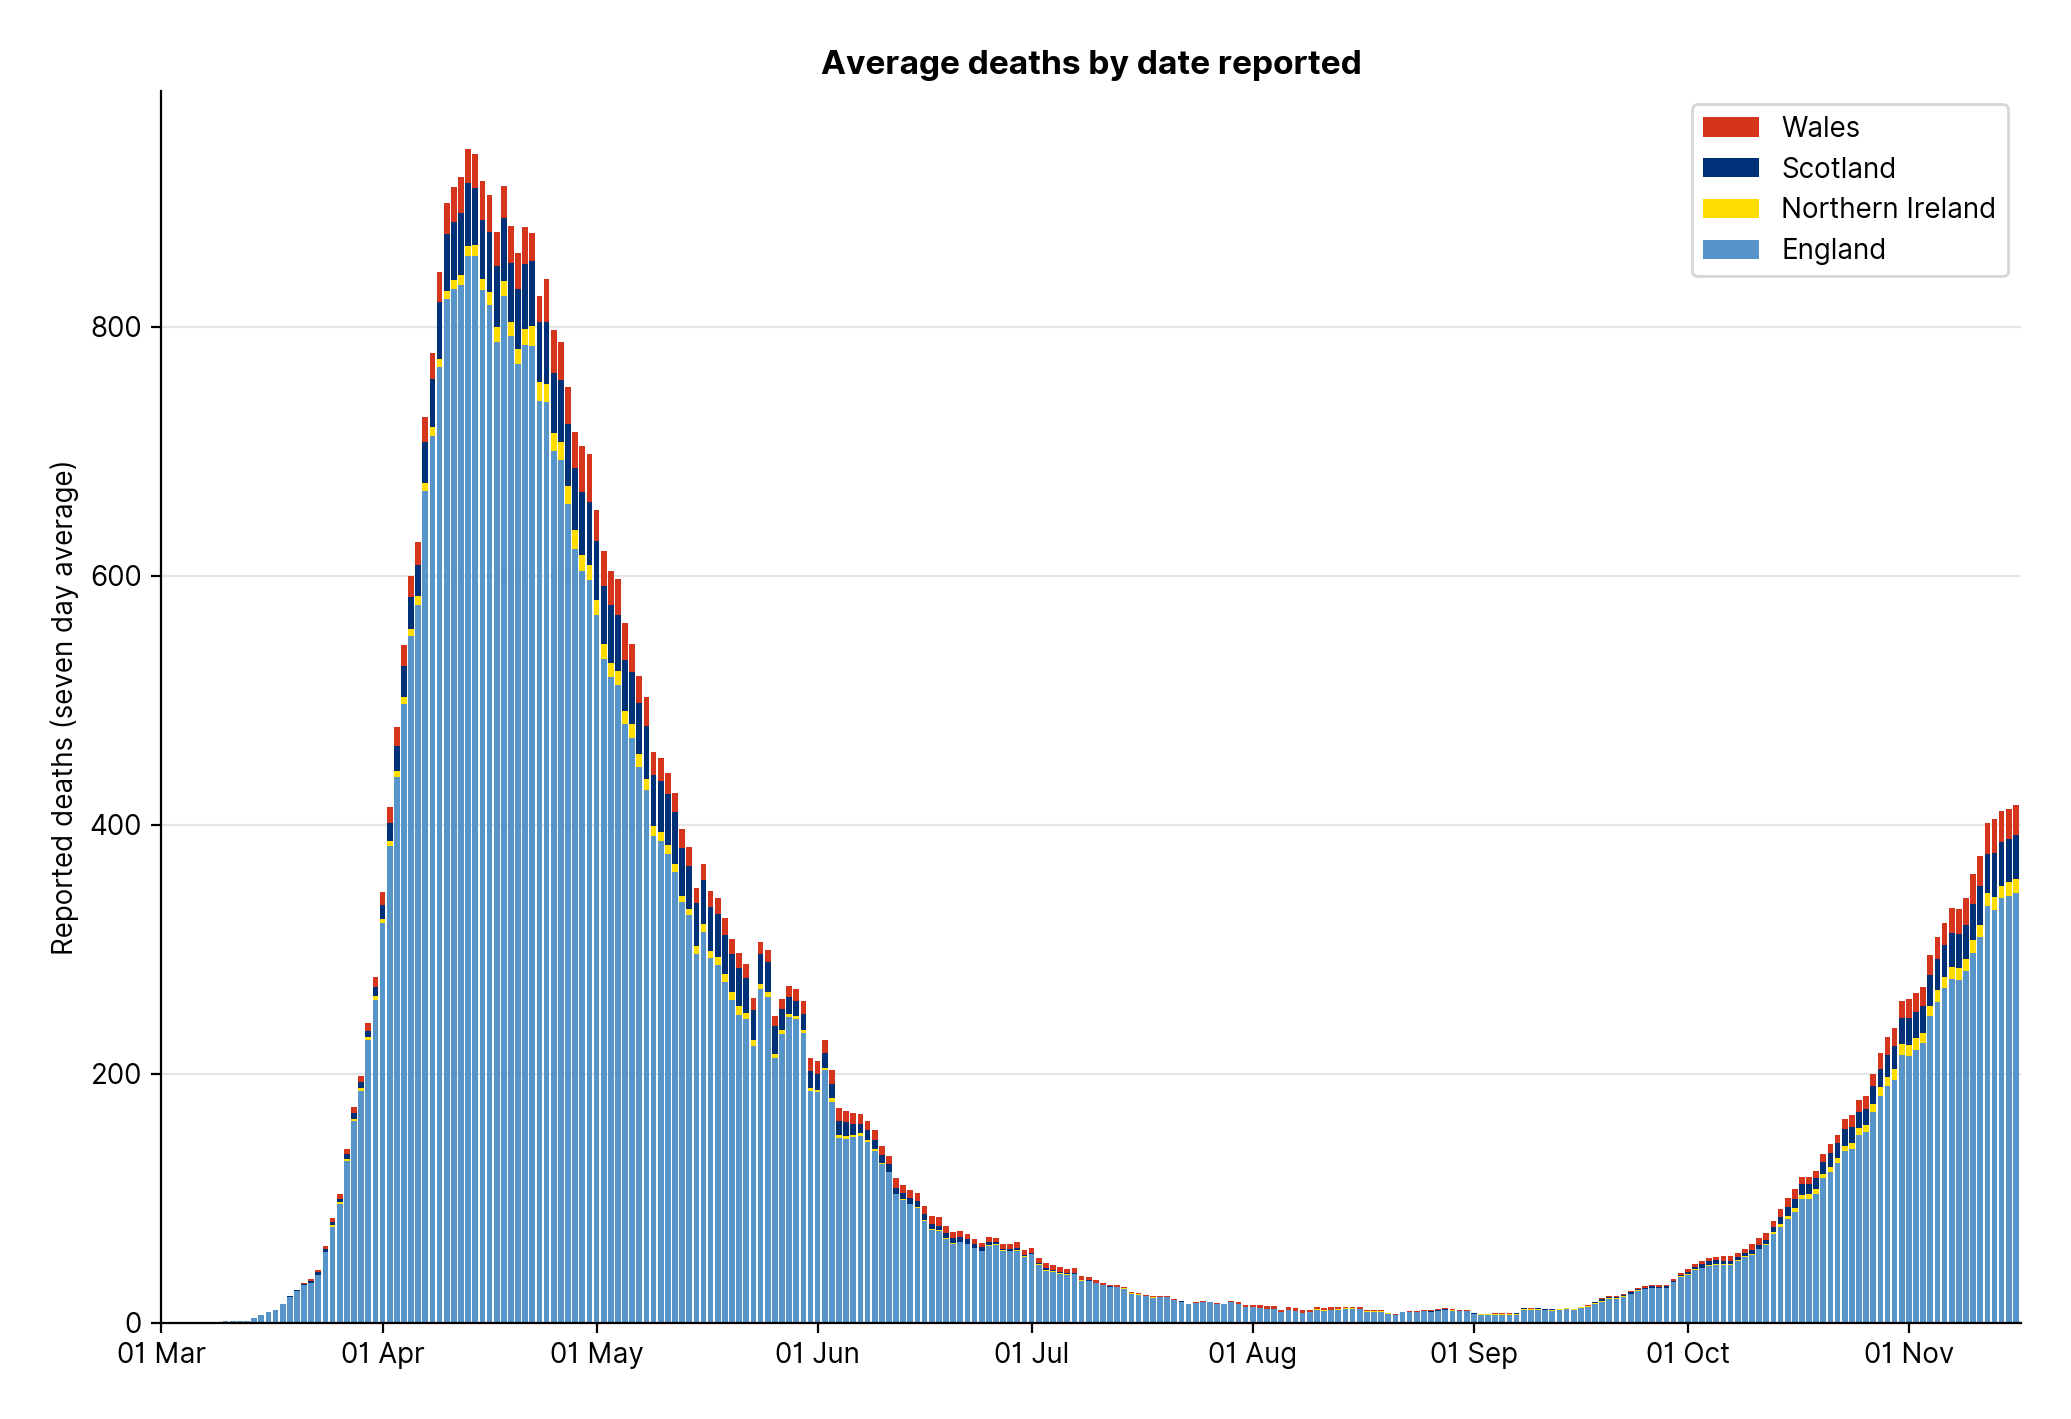 Average deaths by date reported
Wales
Scotland
Northern Ireland
England
Reported deaths (seven day average)
800
600
400
200
0
01 Mar
01 Apr
01 May
01 Jun
01 Jul
01 Aug
01 Sep
01 Oct
01 Nov